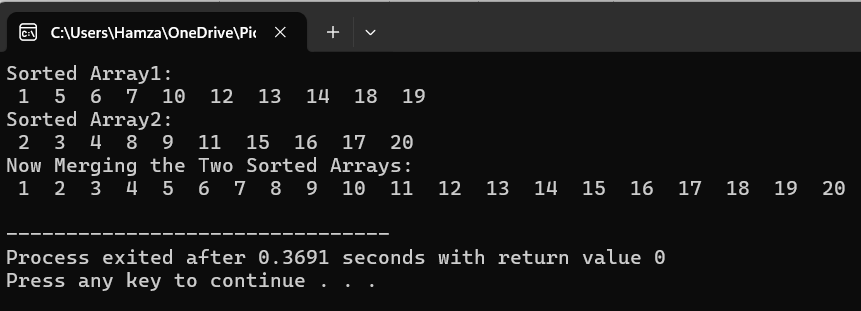 C:\Users\Hamza\OneDrive\Pic
Sorted Array1:
1 5 6 7 10 12 13 14 18 19
Sorted Array2:
2 3 4 8 9 11 15 16 17 20
Now Merging the Two Sorted Arrays:
1 2 3 4 5 6 7 8 9 10 11 12 13 14 15 16 17 18 19 20
--------------------------------
Process exited after 0.3691 seconds with return value 0
Press any key to continue . . .